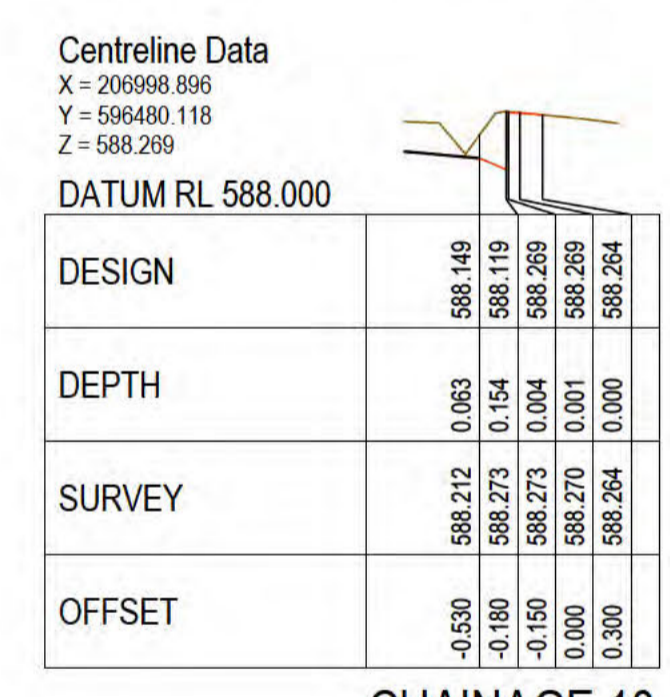 Centreline Data
X = 206998.896
Y = 596480.118
Z = 588.269
DATUM RL 588.000
DESIGN 588.149 588.119 588.269 588.269 588.264
DEPTH 0.063 0.154 0.004 0.001 0.000
SURVEY 588.212 588.273 588.273 588.270 588.264
OFFSET -0.530 -0.180 -0.150 0.000 0.300